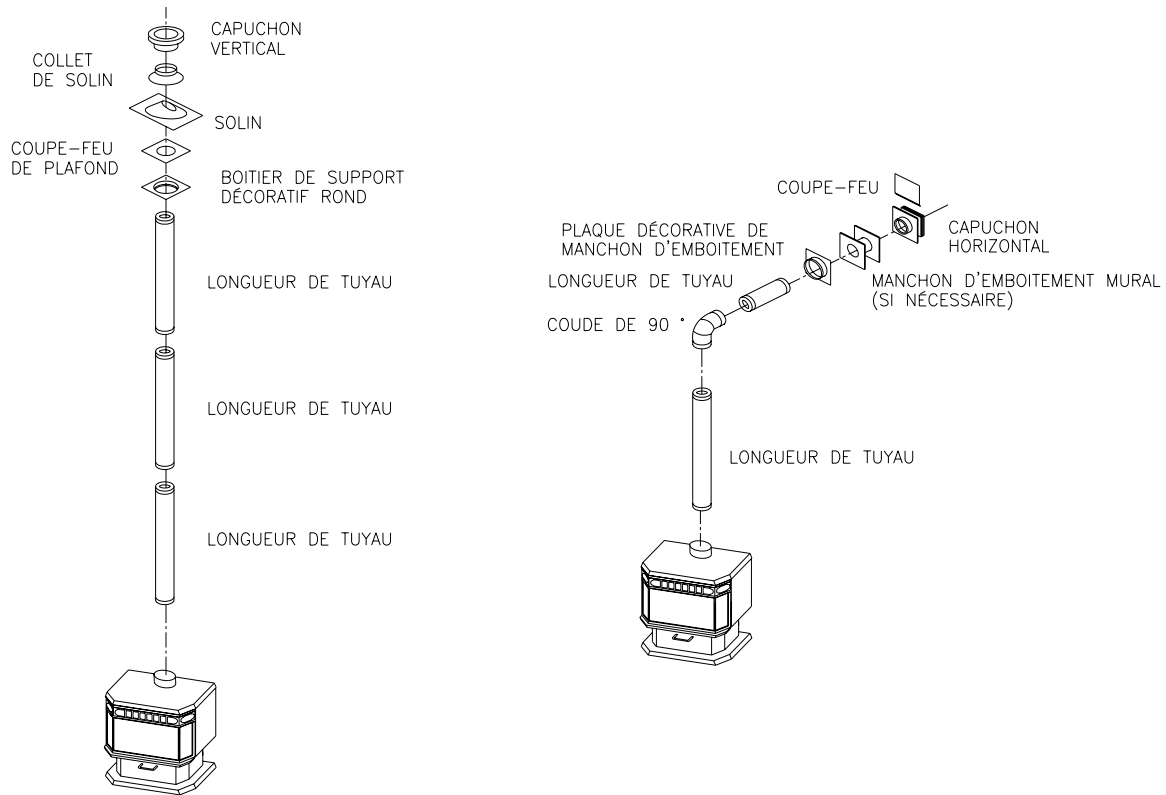 CAPUCHON
VERTICAL
COLLET
DE SOLIN
SOLIN
COUPE-FEU
DE PLAFOND
BOITIER DE SUPPORT
DÉCORATIF ROND
LONGUEUR DE TUYAU
LONGUEUR DE TUYAU
LONGUEUR DE TUYAU
COUPE-FEU
CAPUCHON
HORIZONTAL
PLAQUE DÉCORATIVE DE
MANCHON D'EMBOITEMENT
MANCHON D'EMBOITEMENT MURAL
(SI NÉCESSAIRE)
LONGUEUR DE TUYAU
COUDE DE 90 °
LONGUEUR DE TUYAU